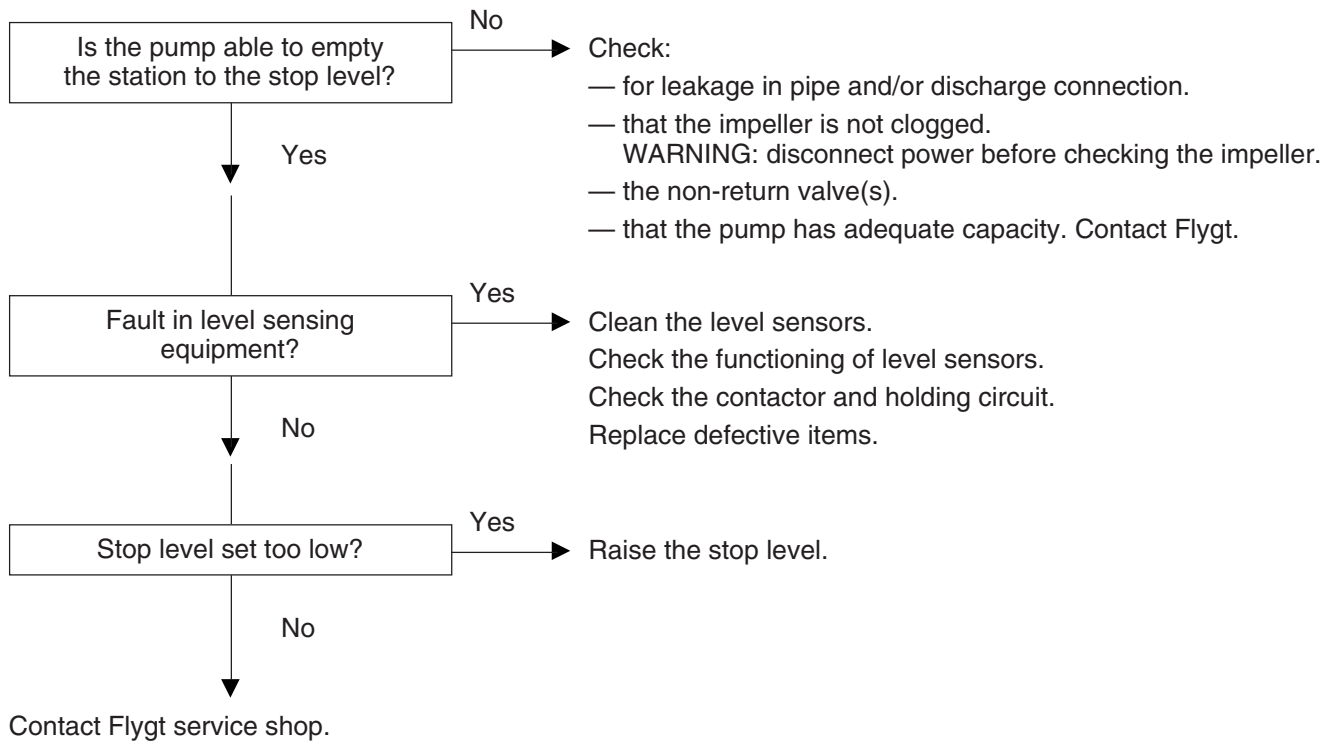 Is the pump able to empty
the station to the stop level?
No
Check:
— for leakage in pipe and/or discharge connection.
— that the impeller is not clogged.
WARNING: disconnect power before checking the impeller.
— the non-return valve(s).
— that the pump has adequate capacity. Contact Flygt.
Yes
Fault in level sensing
equipment?
Yes
Clean the level sensors.
Check the functioning of level sensors.
Check the contactor and holding circuit.
Replace defective items.
No
Stop level set too low?
Yes
Raise the stop level.
No
Contact Flygt service shop.